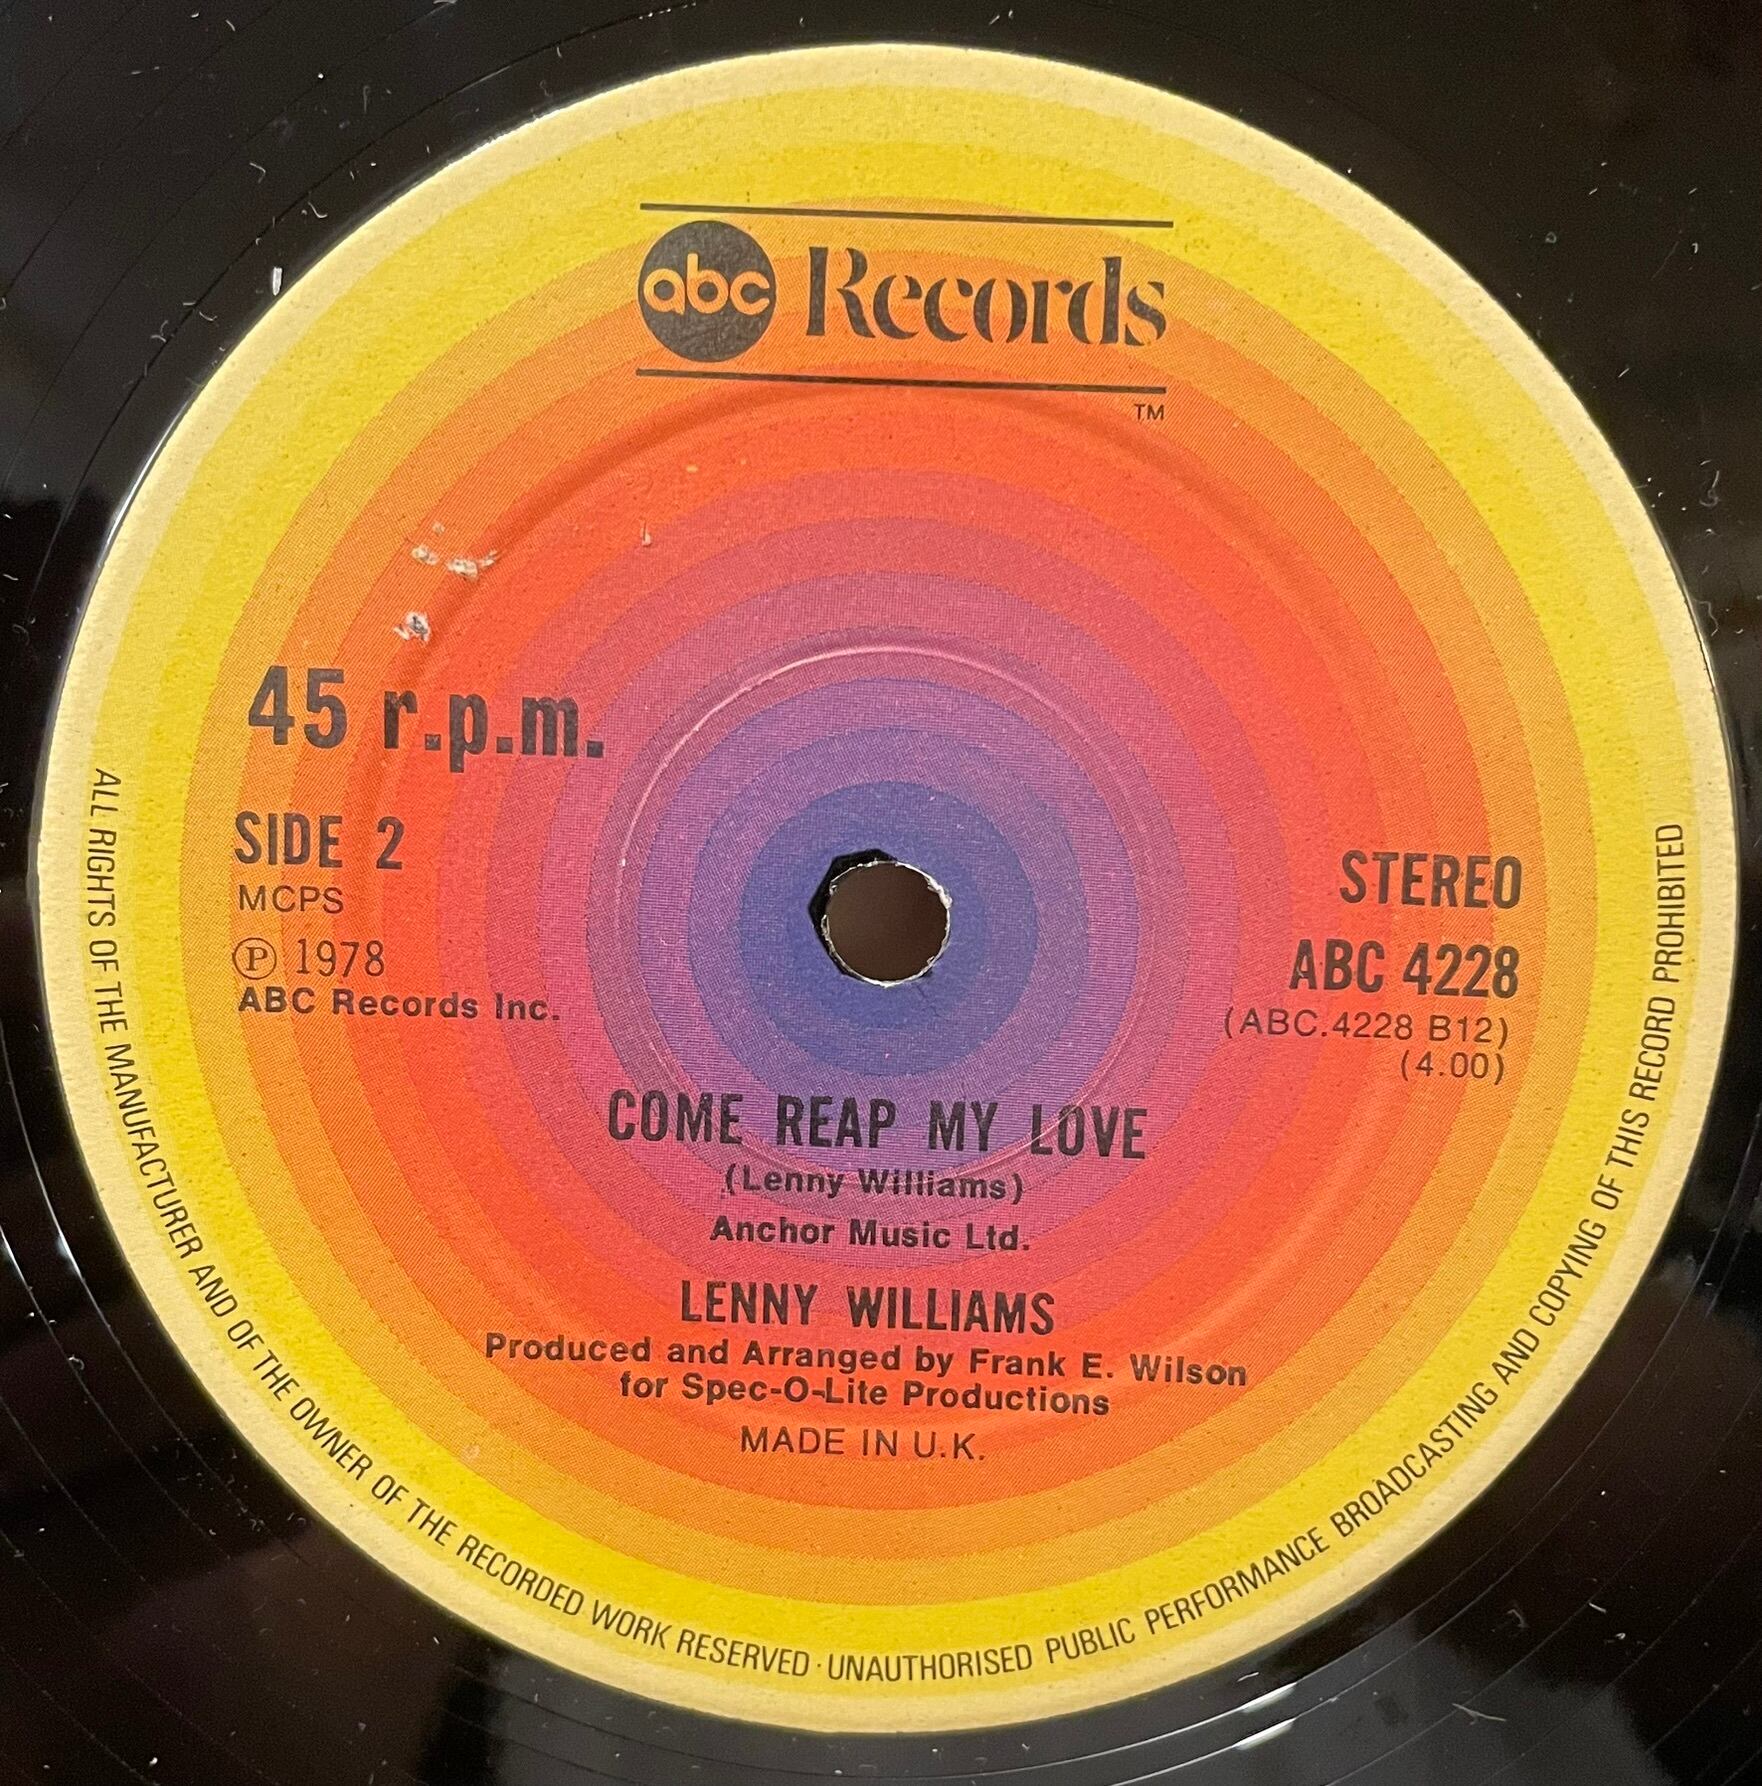 abc Records
TM
45 r.p.m.
SIDE 2
MCPS
Ⓟ 1978
ABC Records Inc.
STEREO
ABC 4228
(ABC.4228 B12)
(4.00)
COME REAP MY LOVE
(Lenny Williams)
Anchor Music Ltd.
LENNY WILLIAMS
Produced and Arranged by Frank E. Wilson
for Spec-O-Lite Productions
MADE IN U.K.
ALL RIGHTS OF THE MANUFACTURER AND OF THE OWNER OF THE RECORDED WORK RESERVED · UNAUTHORISED PUBLIC PERFORMANCE BROADCASTING AND COPYING OF THIS RECORD PROHIBITED